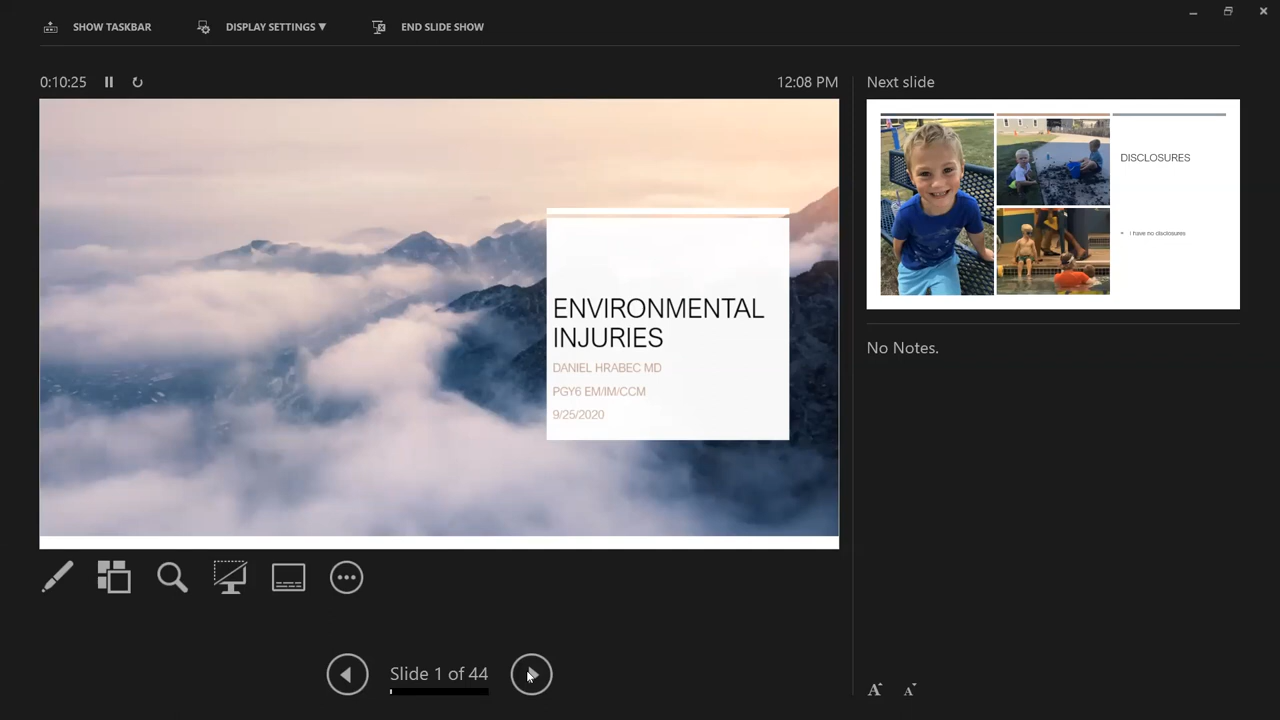 SHOW TASKBAR
DISPLAY SETTINGS ▼
END SLIDE SHOW
0:10:25
12:08 PM
Next slide
ENVIRONMENTAL
INJURIES
DANIEL HRABEC MD
PGY6 EM/IM/CCM
9/25/2020
DISCLOSURES
• I have no disclosures
No Notes.
Slide 1 of 44
A A